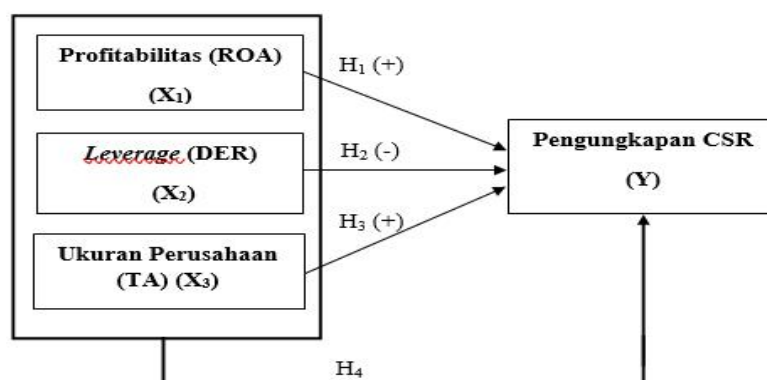 Profitabilitas (ROA)
(X₁)
H₁ (+)
Leverage (DER)
(X₂)
H₂ (-)
Ukuran Perusahaan
(TA) (X₃)
H₃ (+)
Pengungkapan CSR
(Y)
H₄